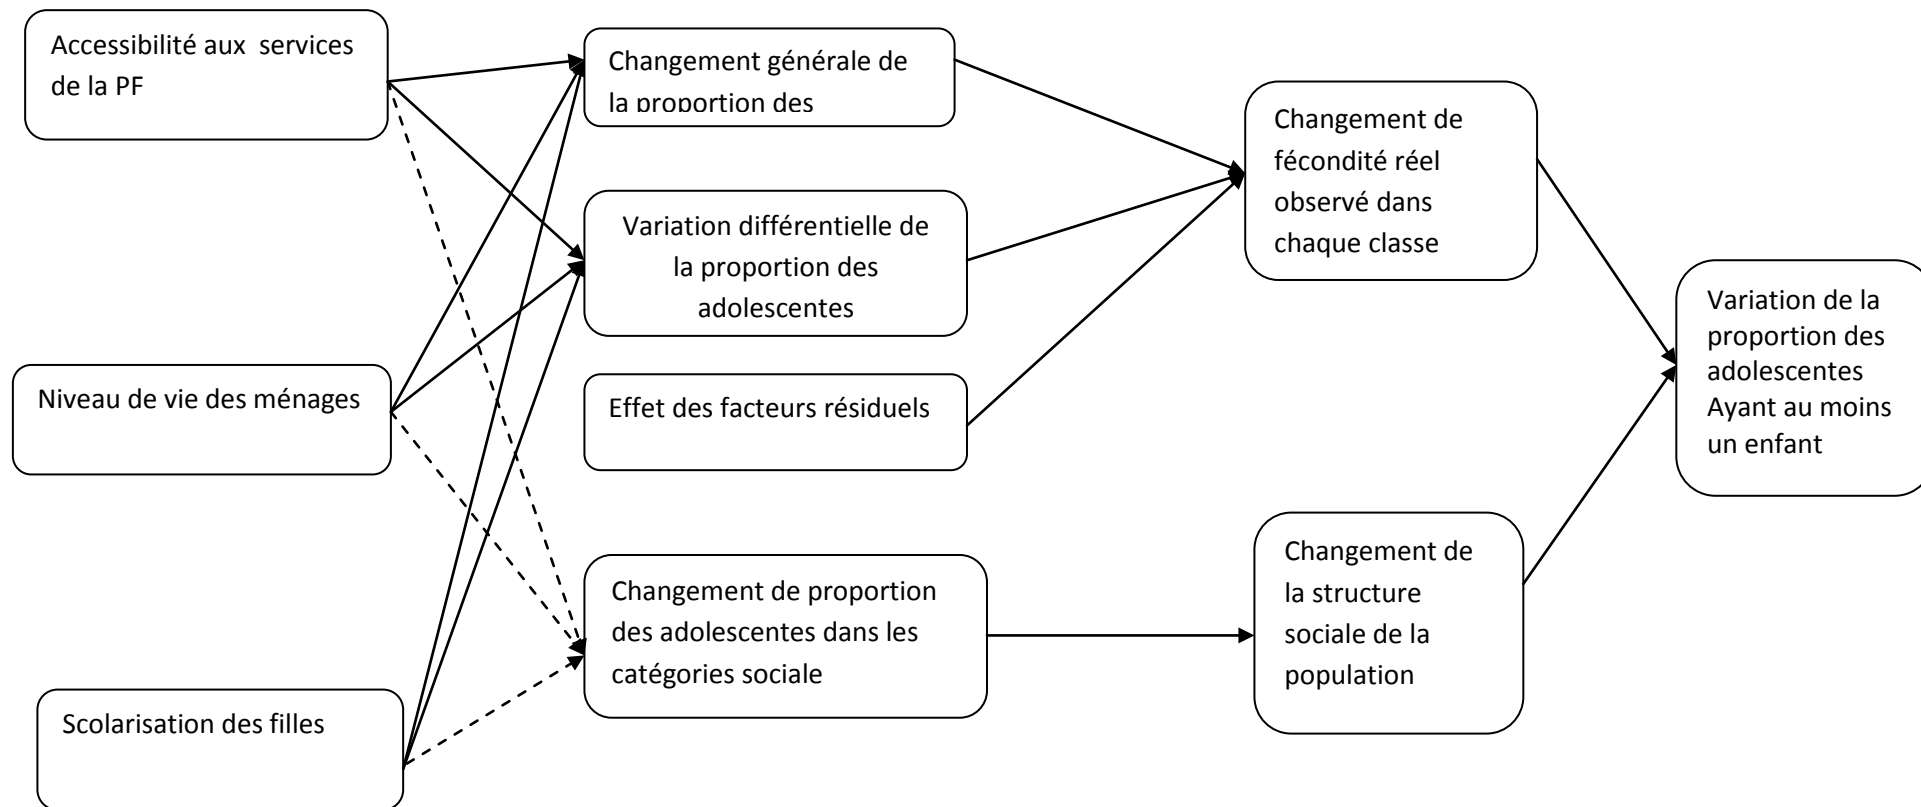 Accessibilité aux services
de la PF
Changement générale de
la proportion des
Changement de
fécondité réel
observé dans
chaque classe
Variation différentielle de
la proportion des
adolescentes
Variation de la
proportion des
adolescentes
Ayant au moins
un enfant
Niveau de vie des ménages
Effet des facteurs résiduels
Changement de proportion
des adolescentes dans les
catégories sociale
Changement de
la structure
sociale de la
population
Scolarisation des filles